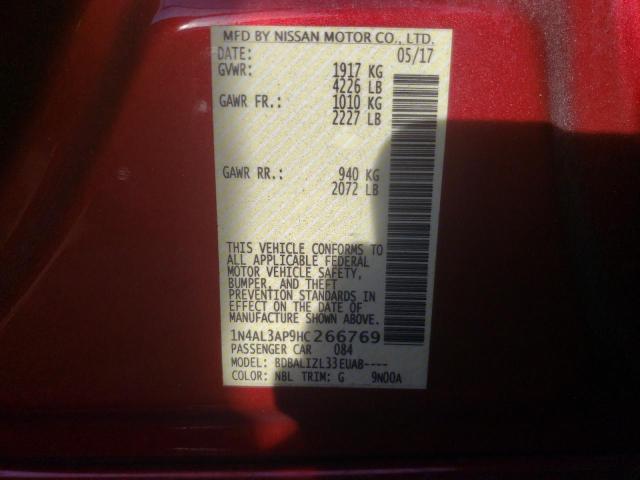 MFD BY NISSAN MOTOR CO., LTD.
DATE: 05/17
GVWR: 1917 KG
4226 LB
GAWR FR.: 1010 KG
2227 LB
GAWR RR.: 940 KG
2072 LB
THIS VEHICLE CONFORMS TO
ALL APPLICABLE FEDERAL
MOTOR VEHICLE SAFETY,
BUMPER, AND THEFT
PREVENTION STANDARDS IN
EFFECT ON THE DATE OF
MANUFACTURE SHOWN ABOVE.
1N4AL3AP9HC266769
PASSENGER CAR 084
MODEL: BDBALIZL33EUAB----
COLOR: NBL TRIM: G 9N00A